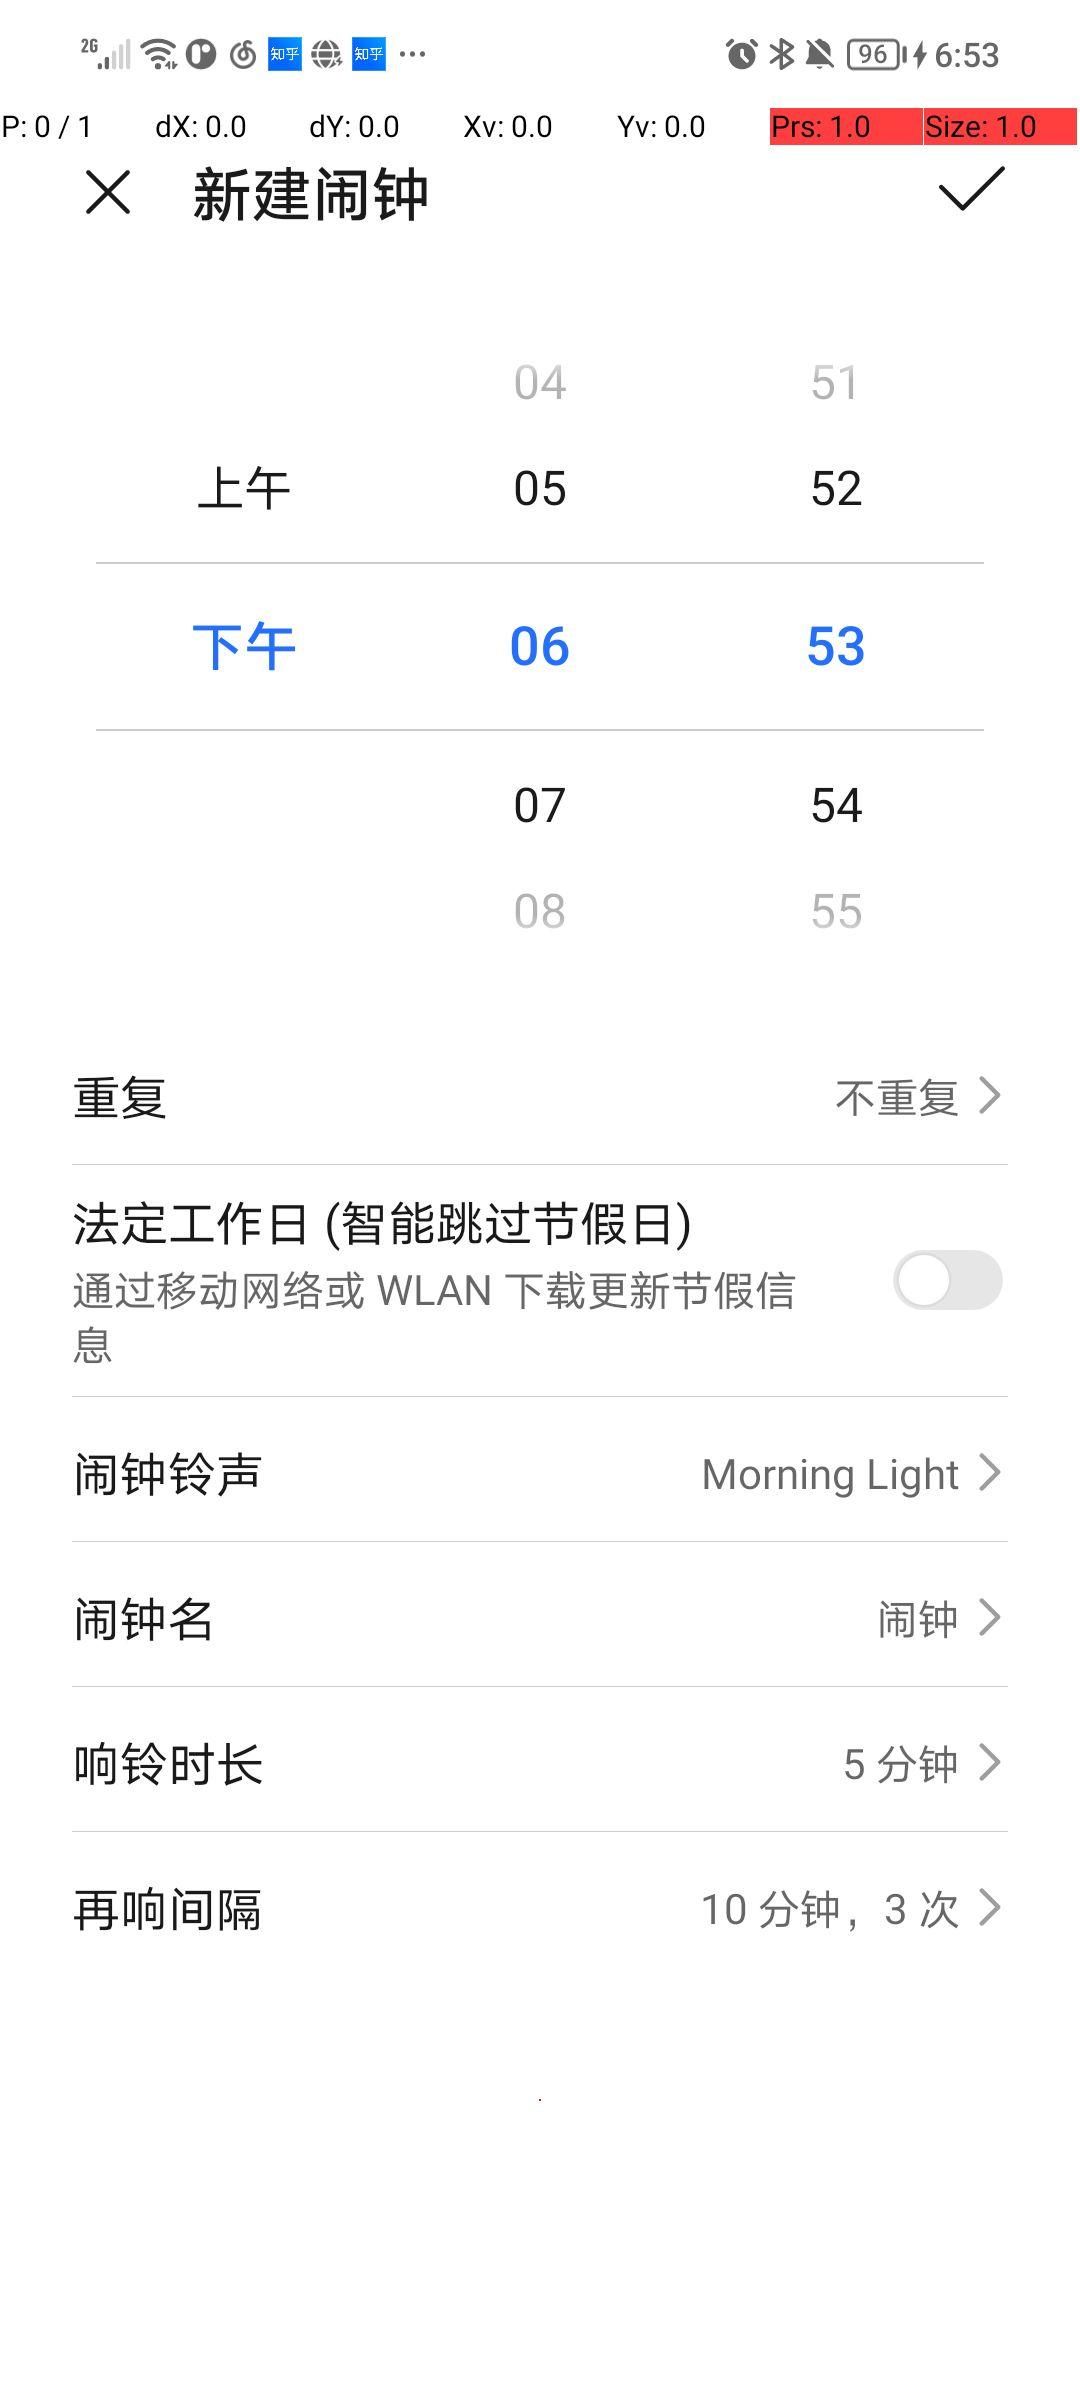 2G 知乎 知乎 ... 96 6:53
P: 0 / 1 dX: 0.0 dY: 0.0 Xv: 0.0 Yv: 0.0 Prs: 1.0 Size: 1.0
新建闹钟
04 51
上午 05 52
下午 06 53
07 54
08 55
重复 不重复
法定工作日 (智能跳过节假日)
通过移动网络或 WLAN 下载更新节假信
息
闹钟铃声 Morning Light
闹钟名 闹钟
响铃时长 5 分钟
再响间隔 10 分钟，3 次